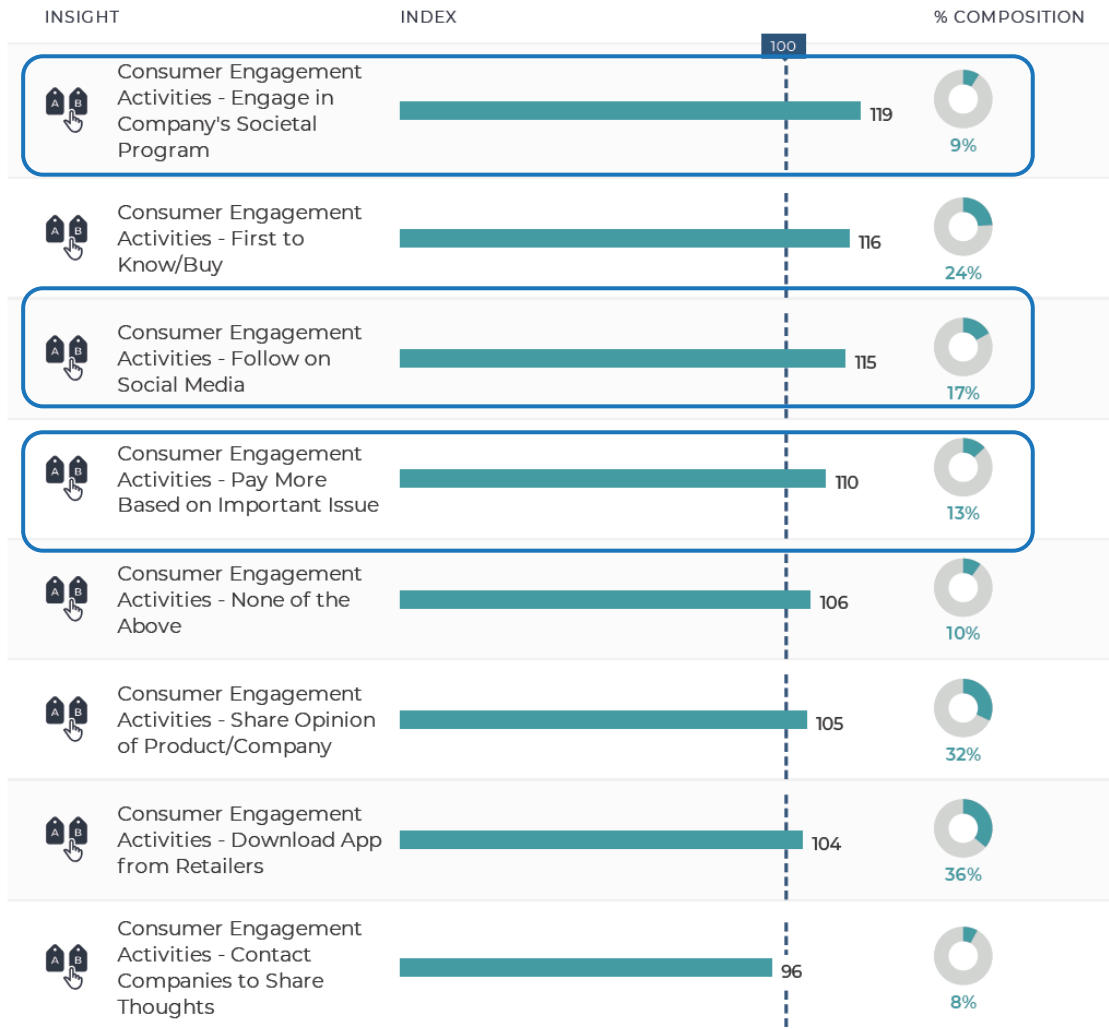 INSIGHT
INDEX
% COMPOSITION
100
Consumer Engagement
Activities - Engage in
Company's Societal
Program
A B
119
9%
Consumer Engagement
Activities - First to
Know/Buy
A B
116
24%
Consumer Engagement
Activities - Follow on
Social Media
A B
115
17%
Consumer Engagement
Activities - Pay More
Based on Important Issue
A B
110
13%
Consumer Engagement
Activities - None of the
Above
A B
106
10%
Consumer Engagement
Activities - Share Opinion
of Product/Company
A B
105
32%
Consumer Engagement
Activities - Download App
from Retailers
A B
104
36%
Consumer Engagement
Activities - Contact
Companies to Share
Thoughts
A B
96
8%